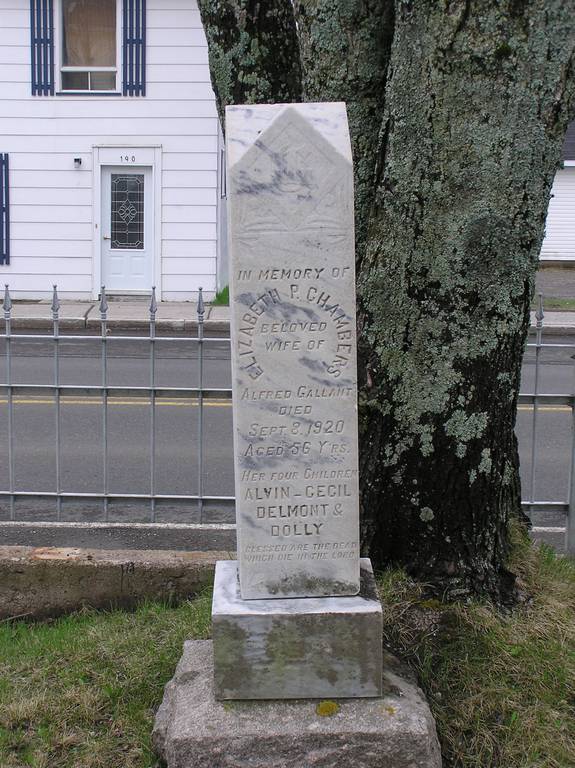 190
IN MEMORY OF
ELIZABETH P. CHAMBERS
BELOVED
WIFE OF
ALFRED GALLANT
DIED
SEPT 8, 1920
AGED 56 YRS.
HER FOUR CHILDREN
ALVIN - CECIL
DELMONT &
DOLLY
BLESSED ARE THE DEAD
WHICH DIE IN THE LORD